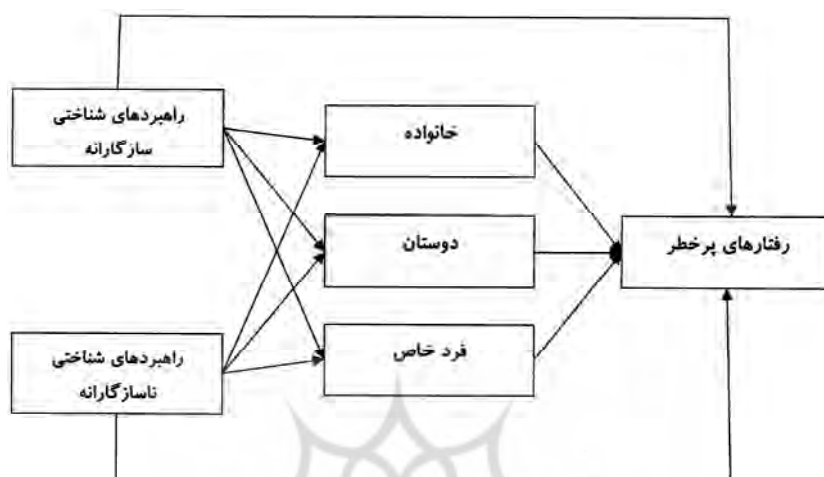 راهبردهای شناختی
سازگارانه
خانواده
دوستان
رفتارهای پرخطر
فرد خاص
راهبردهای شناختی
ناسازگارانه